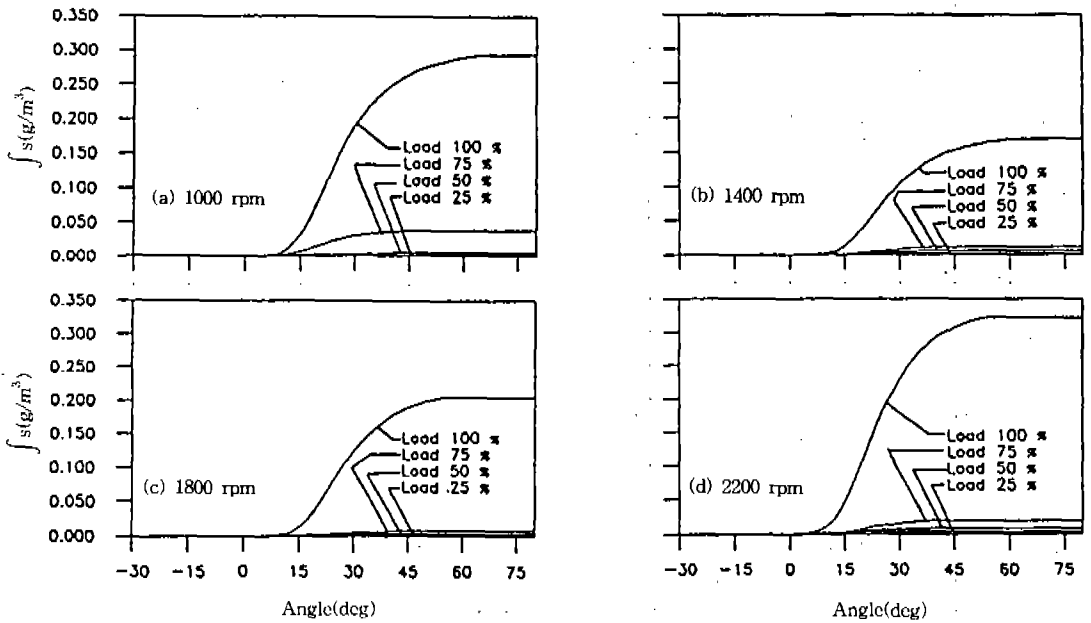 0.350
0.300
0.250
0.200
0.150
0.100
0.050
0.000
∫ s(g/m³)
Load 100 %
Load 75 %
Load 50 %
Load 25 %
(a) 1000 rpm
Load 100 %
Load 75 %
Load 50 %
Load 25 %
(b) 1400 rpm
0.350
0.300
0.250
0.200
0.150
0.100
0.050
0.000
∫ s(g/m³)
Load 100 %
Load 75 %
Load 50 %
Load .25 %
(c) 1800 rpm
-30 -15 0 15 30 45 60 75
Angle(deg)
Load 100 %
Load 75 %
Load 50 %
Load 25 %
(d) 2200 rpm
-30 -15 0 15 30 45 60 75
Angle(deg)